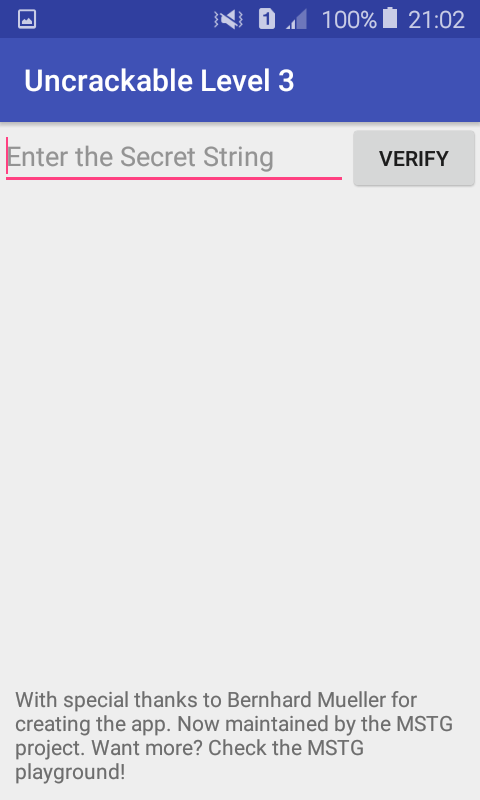 1 100% 21:02
Uncrackable Level 3
Enter the Secret String VERIFY
With special thanks to Bernhard Mueller for
creating the app. Now maintained by the MSTG
project. Want more? Check the MSTG
playground!